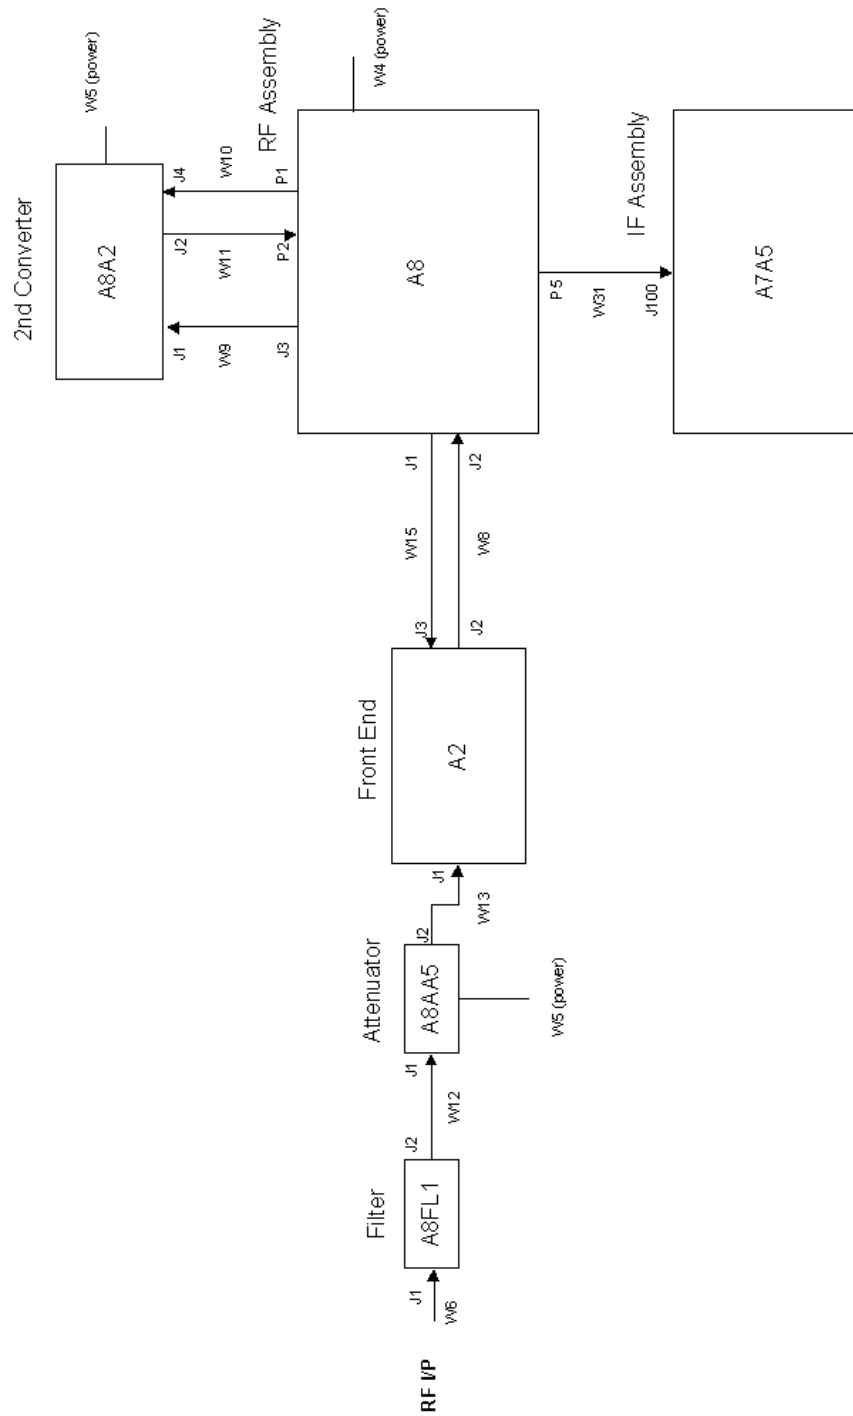 RF I/P
J1
W6
Filter
A8FL1
J2
W12
J1
Attenuator
A8AA5
W5 (power)
J2
W13
J1
Front End
A2
J3
J2
W15
W8
J1
J2
RF Assembly
A8
W4 (power)
J3
W9
J1
P2
W11
J2
P1
W10
J4
2nd Converter
A8A2
W5 (power)
P5
W31
J100
IF Assembly
A7A5